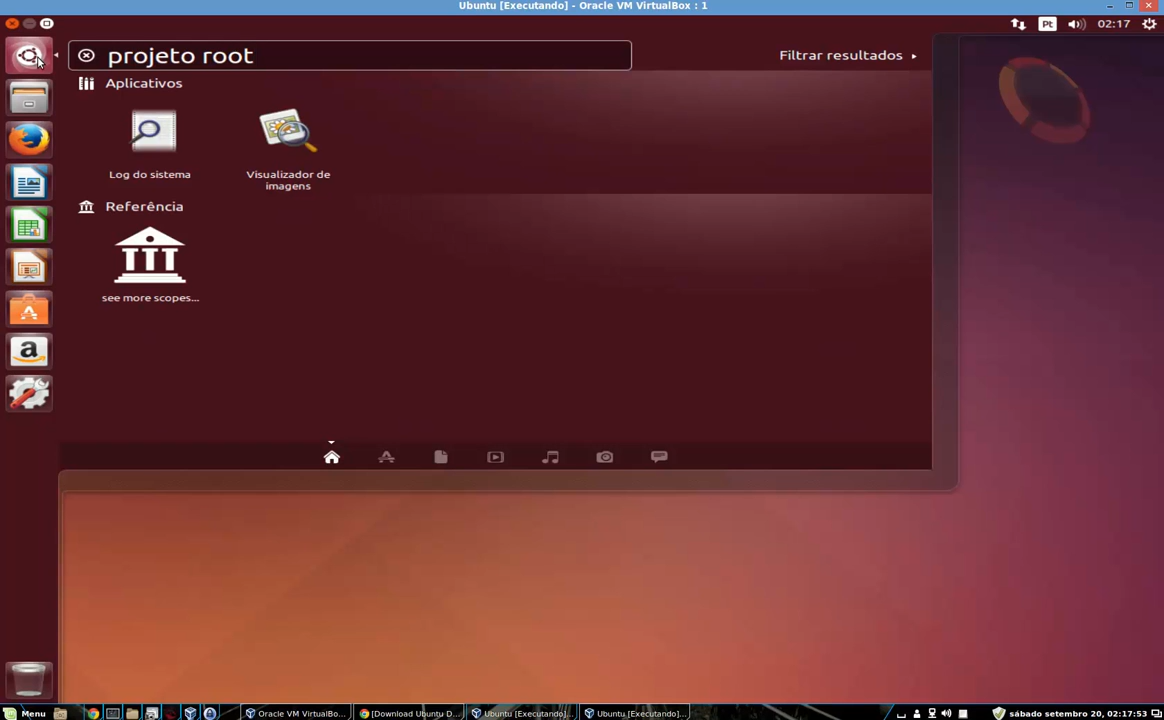 Ubuntu [Executando] - Oracle VM VirtualBox : 1
Pt
02:17
projeto root
Filtrar resultados
Aplicativos
Log do sistema
Visualizador de
imagens
Referência
see more scopes...
a
Menu
Oracle VM VirtualBo...
[Download Ubuntu D...
Ubuntu [Executando]...
Ubuntu [Executando]...
sábado setembro 20, 02:17:53